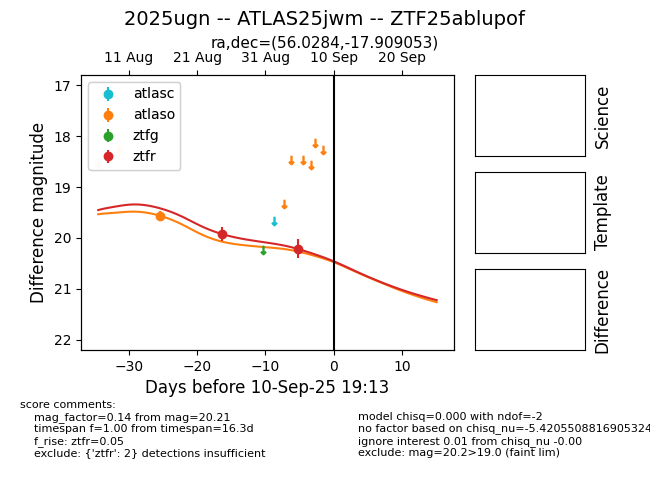 2025ugn -- ATLAS25jwm -- ZTF25ablupof
ra,dec=(56.0284,-17.909053)
11 Aug 21 Aug 31 Aug 10 Sep 20 Sep
17
18
19
20
21
22
Difference magnitude
atlasc
atlaso
ztfg
ztfr
−30 −20 −10 0 10
Days before 10-Sep-25 19:13
Science
Template
Difference
score comments:
mag_factor=0.14 from mag=20.21
timespan f=1.00 from timespan=16.3d
f_rise: ztfr=0.05
exclude: {'ztfr': 2} detections insufficient
model chisq=0.000 with ndof=-2
no factor based on chisq_nu=-5.4205508816905324
ignore interest 0.01 from chisq_nu -0.00
exclude: mag=20.2>19.0 (faint lim)